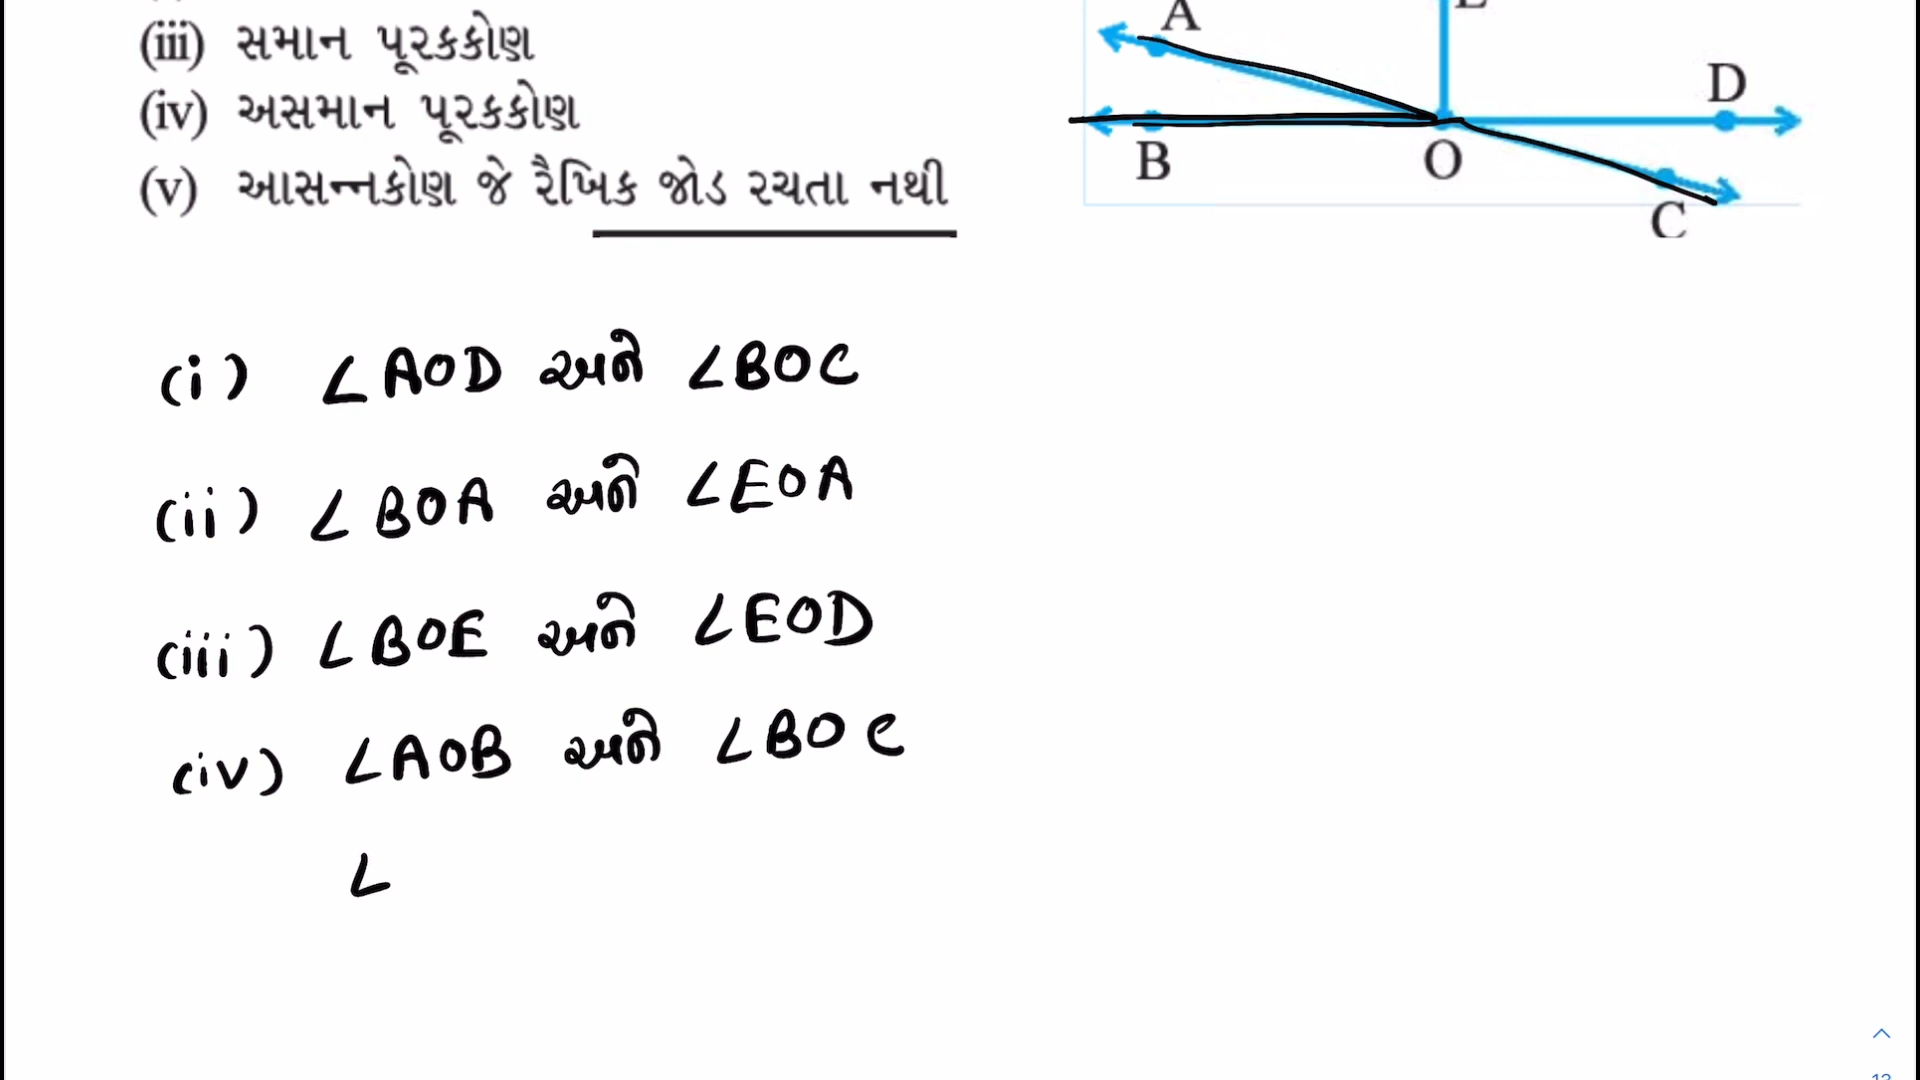 (iii) સમાન પૂરકકોણ
(iv) અસમાન પૂરકકોણ
(v) આસન્નકોણ જે રૈખિક જોડ રચતા નથી
A
D
B
O
C
(i) ∠AOD અને ∠BOC
(ii) ∠BOA અને ∠EOA
(iii) ∠BOE અને ∠EOD
(iv) ∠AOB અને ∠BOC
∠